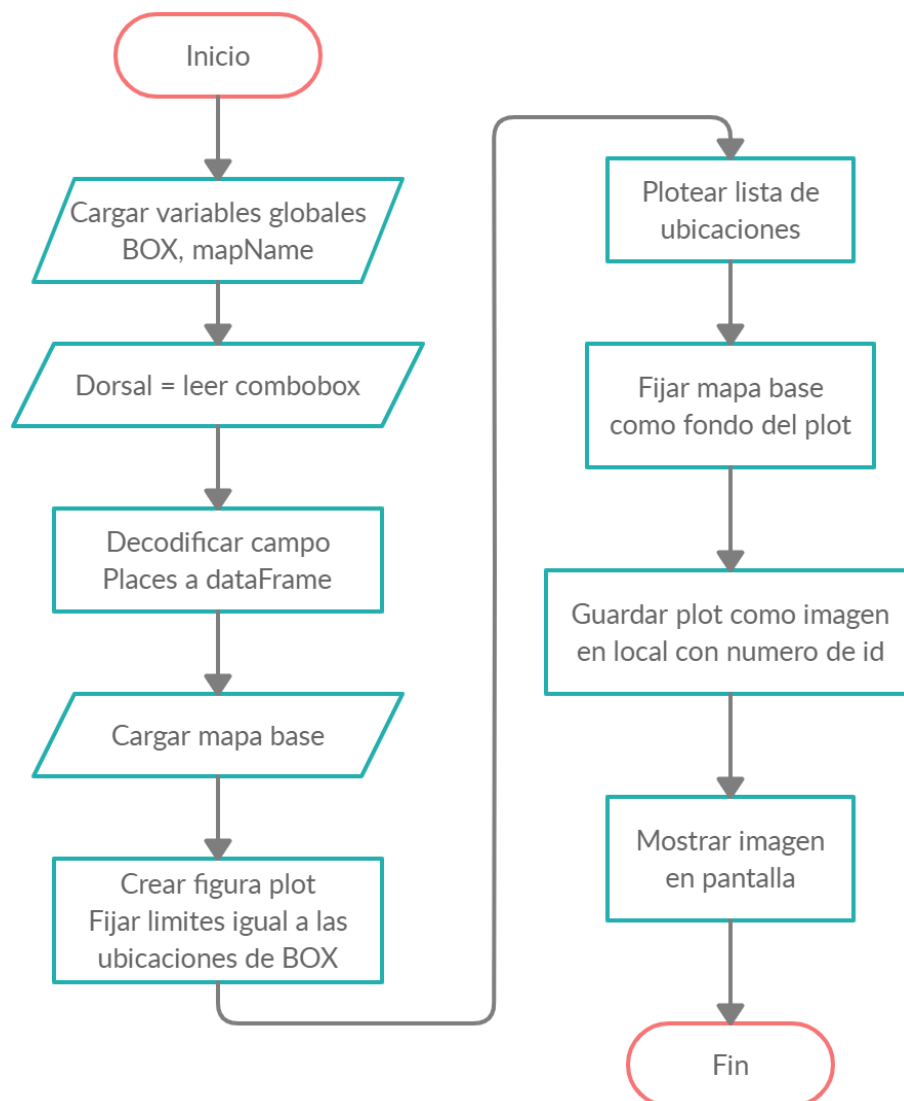 Inicio
Cargar variables globales
BOX, mapName
Dorsal = leer combobox
Decodificar campo
Places a dataFrame
Cargar mapa base
Crear figura plot
Fijar limites igual a las
ubicaciones de BOX
Plotear lista de
ubicaciones
Fijar mapa base
como fondo del plot
Guardar plot como imagen
en local con numero de id
Mostrar imagen
en pantalla
Fin